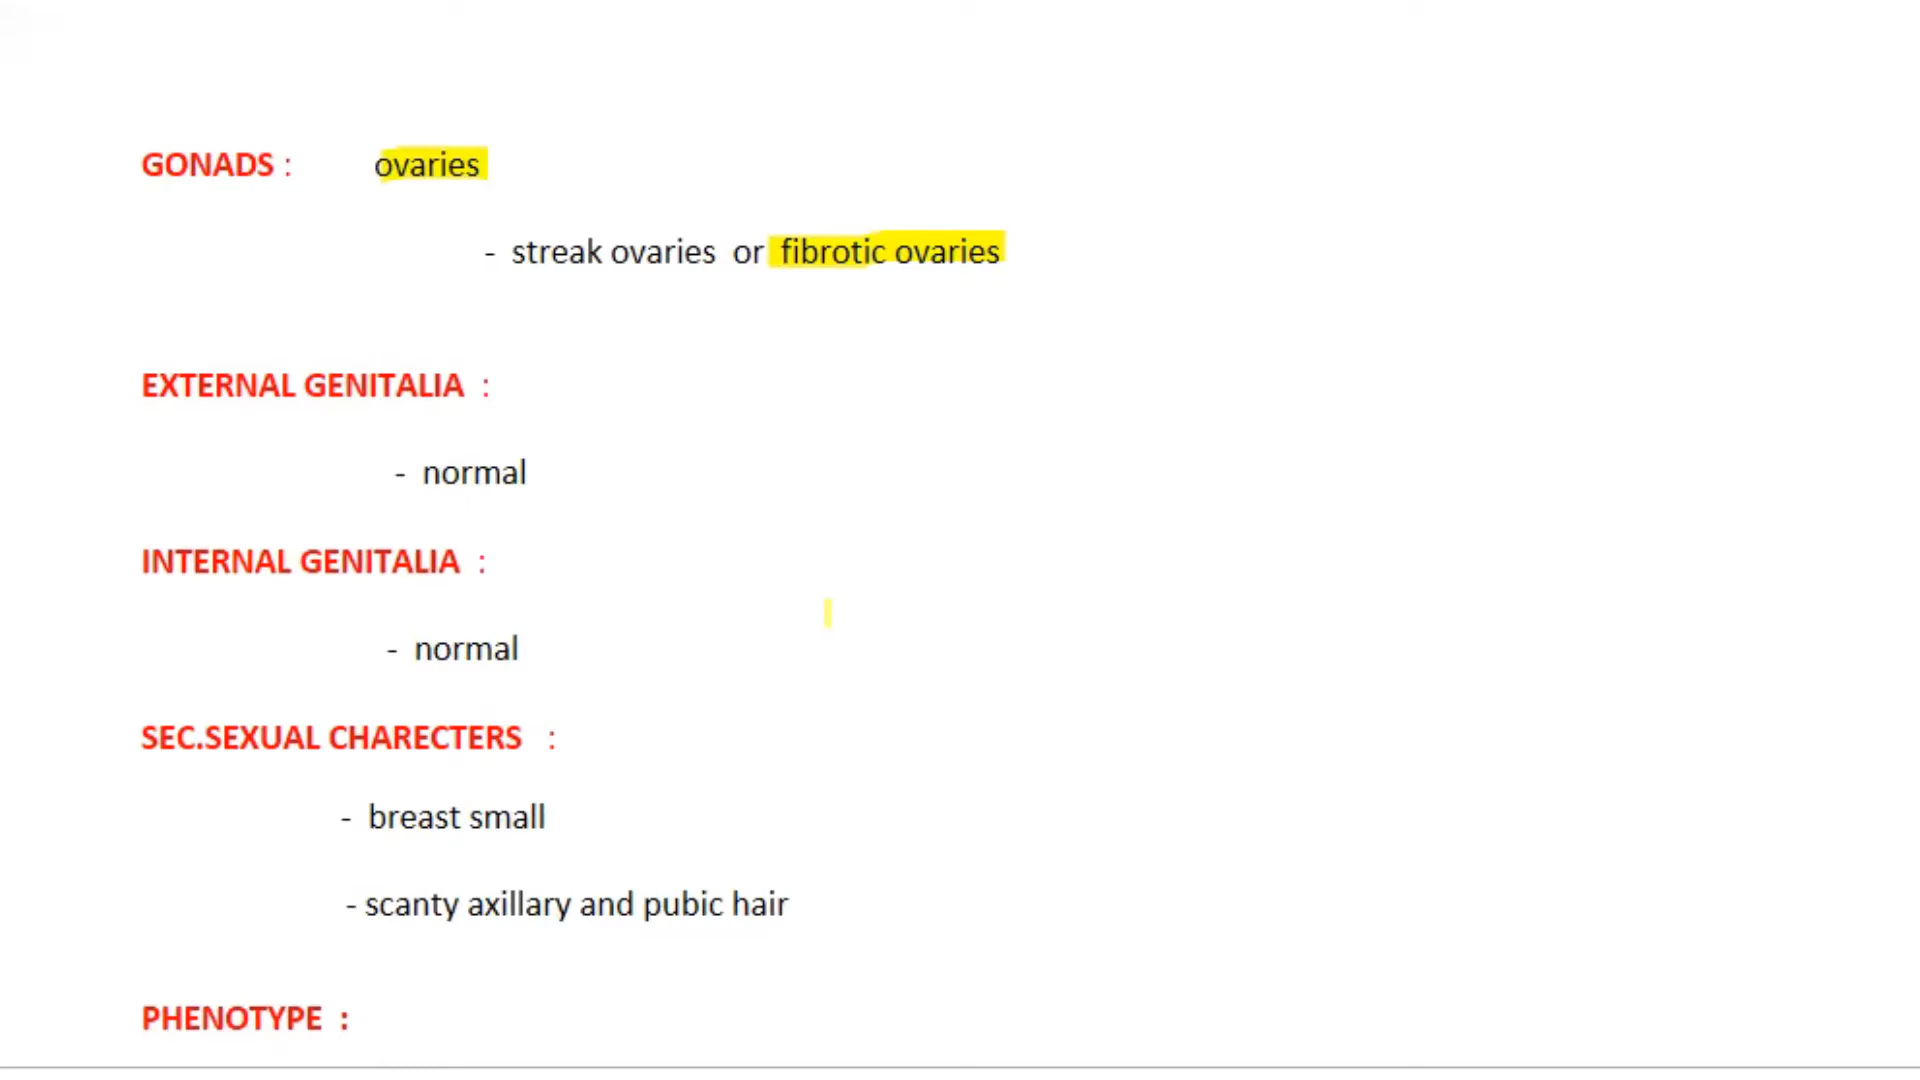 GONADS : ovaries
- streak ovaries or fibrotic ovaries
EXTERNAL GENITALIA :
- normal
INTERNAL GENITALIA :
- normal
SEC.SEXUAL CHARECTERS :
- breast small
- scanty axillary and pubic hair
PHENOTYPE :